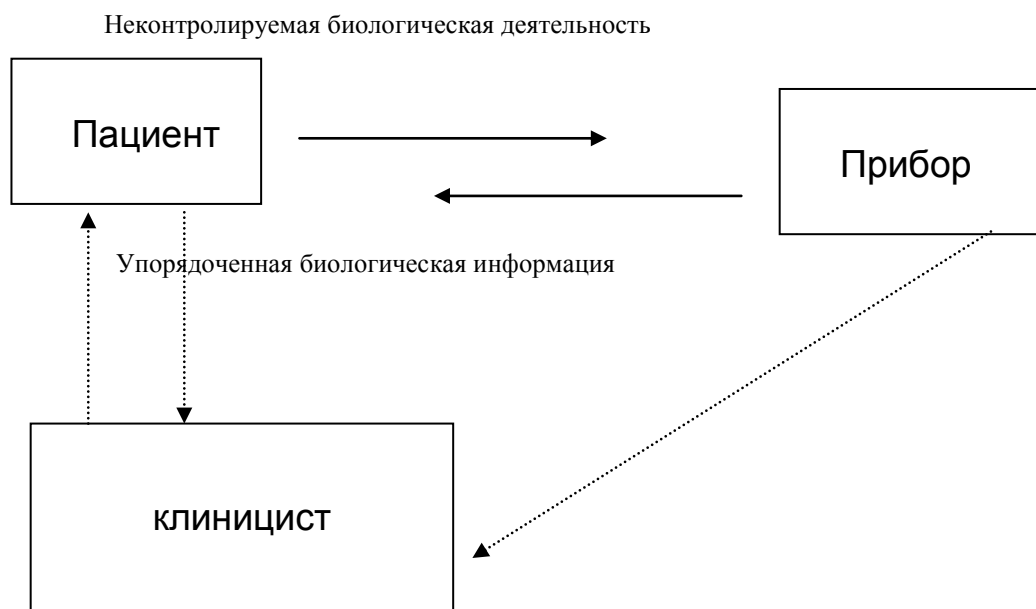 Неконтролируемая биологическая деятельность
Пациент
Прибор
Упорядоченная биологическая информация
клиницист